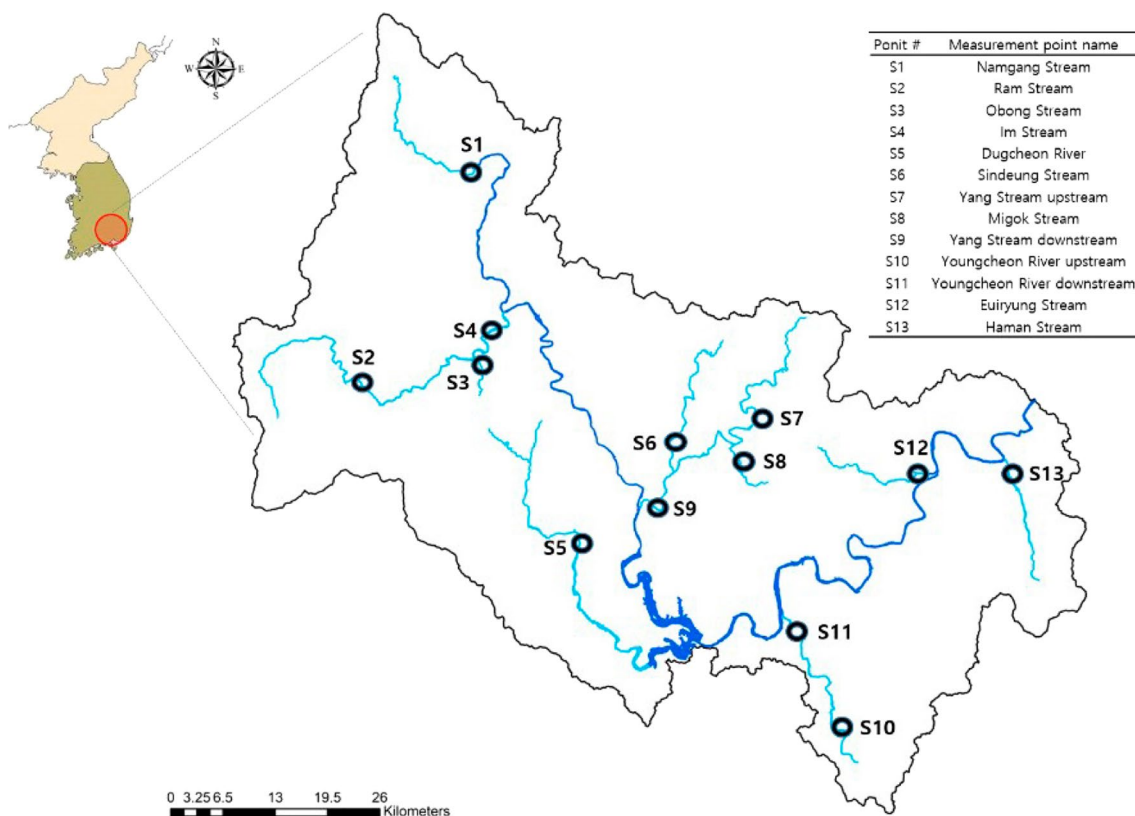 N
W E
S
Ponit # Measurement point name
S1 Namgang Stream
S2 Ram Stream
S3 Obong Stream
S4 Im Stream
S5 Dugcheon River
S6 Sindeung Stream
S7 Yang Stream upstream
S8 Migok Stream
S9 Yang Stream downstream
S10 Youngcheon River upstream
S11 Youngcheon River downstream
S12 Euiryung Stream
S13 Haman Stream
S1
S4
S2
S3
S7
S6
S8
S12
S13
S9
S5
S11
S10
0 3.25 6.5 13 19.5 26
Kilometers